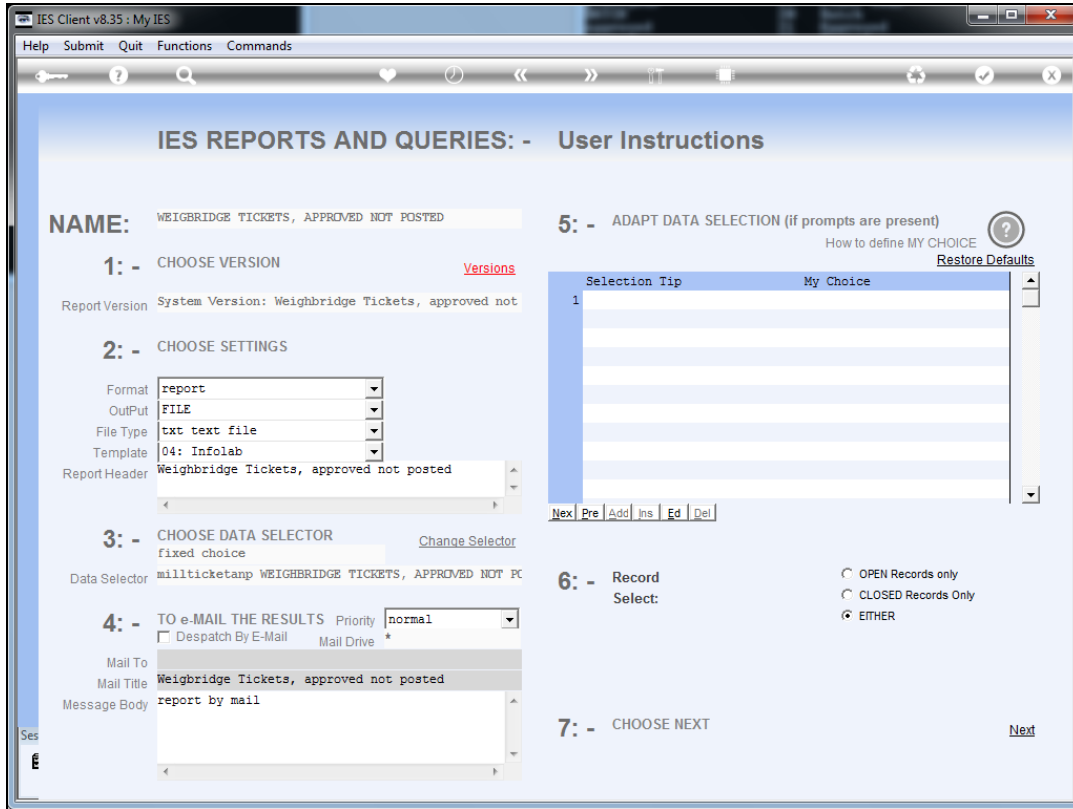 IES Client v8.35 : My IES
Help Submit Quit Functions Commands
IES REPORTS AND QUERIES: - User Instructions
NAME: WEIGBRIDGE TICKETS, APPROVED NOT POSTED
1: - CHOOSE VERSION Versions
Report Version System Version: Weighbridge Tickets, approved not
2: - CHOOSE SETTINGS
Format report
OutPut FILE
File Type txt text file
Template 04: Infolab
Report Header Weighbridge Tickets, approved not posted
3: - CHOOSE DATA SELECTOR Change Selector
fixed choice
Data Selector millticketanp WEIGHBRIDGE TICKETS, APPROVED NOT PO
4: - TO e-MAIL THE RESULTS Priority normal
Despatch By E-Mail Mail Drive *
Mail To
Mail Title Weigbridge Tickets, approved not posted
Message Body report by mail
5: - ADAPT DATA SELECTION (if prompts are present)
How to define MY CHOICE ?
Restore Defaults
Selection Tip My Choice
1
Nex Pre Add Ins Ed Del
6: - Record Select:
OPEN Records only
CLOSED Records Only
EITHER
7: - CHOOSE NEXT Next
Ses